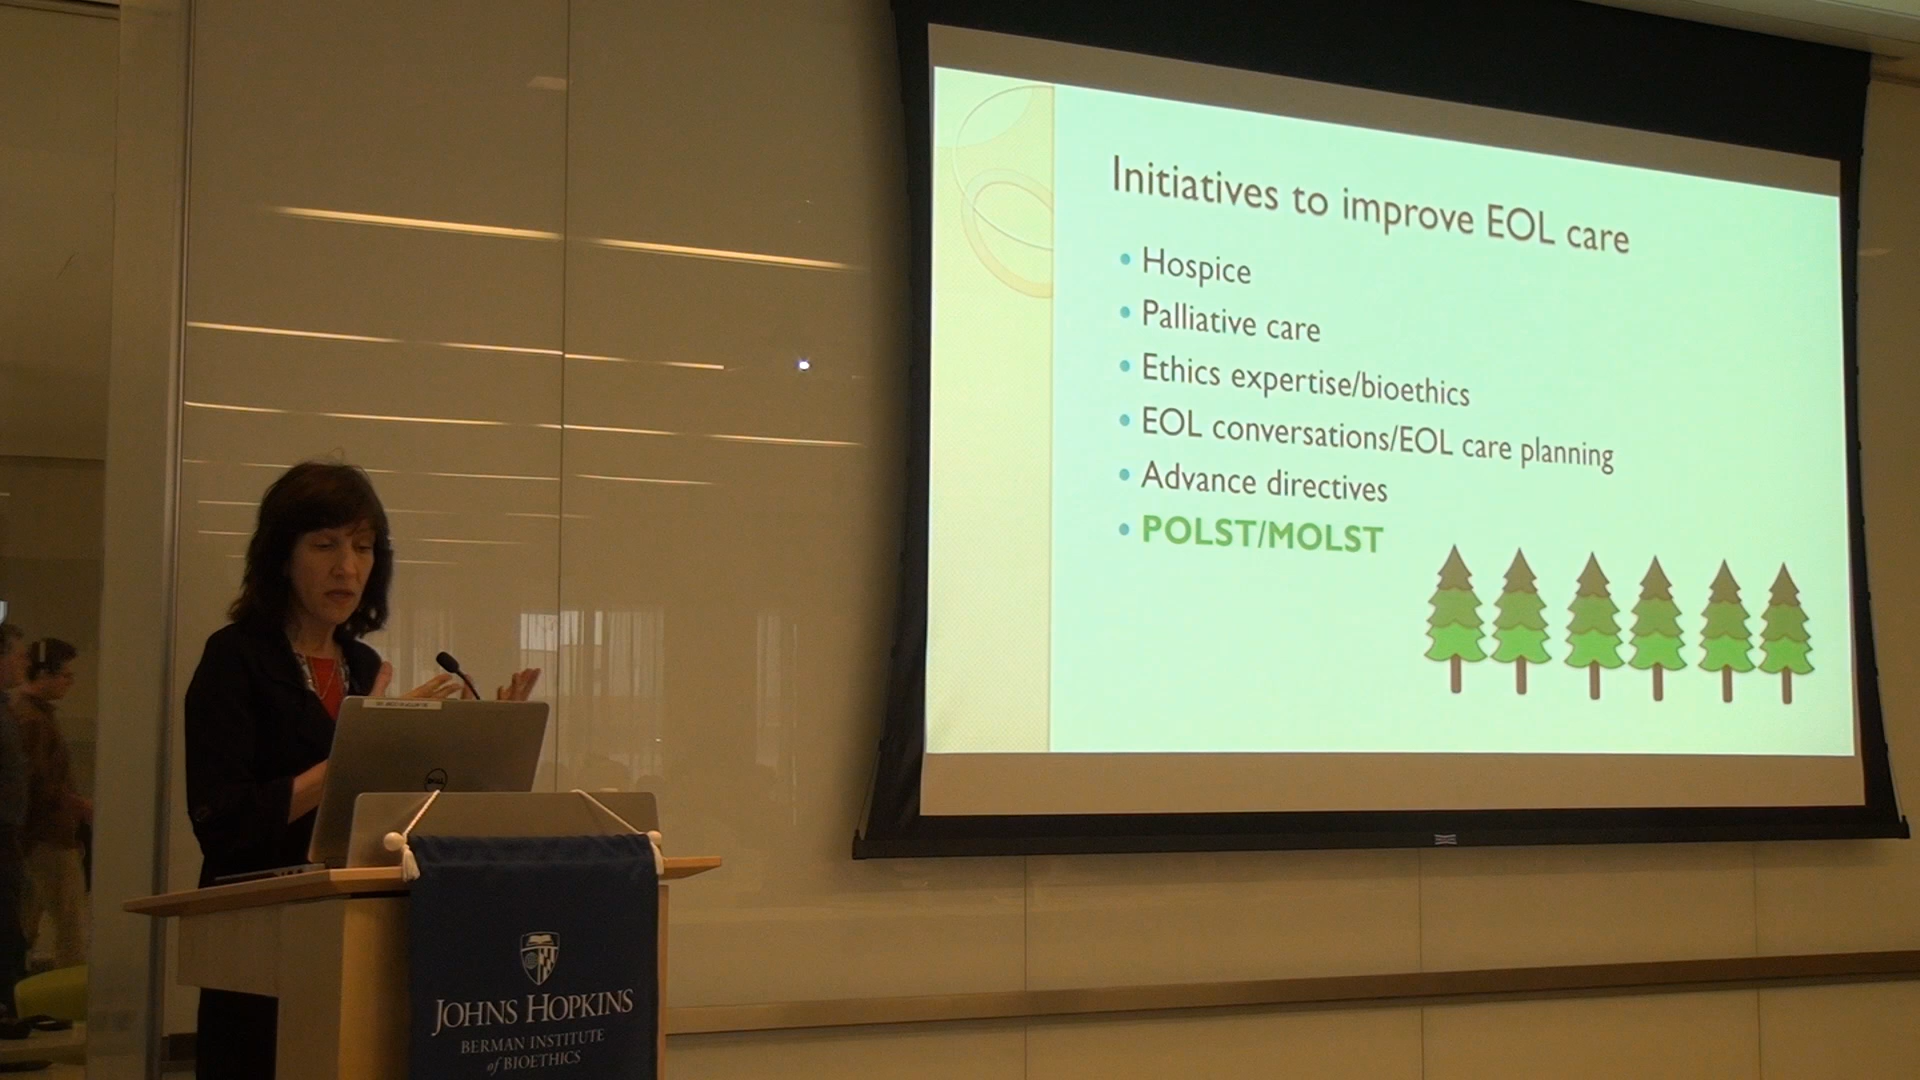 Initiatives to improve EOL care
• Hospice
• Palliative care
• Ethics expertise/bioethics
• EOL conversations/EOL care planning
• Advance directives
• POLST/MOLST
DELL
JOHNS HOPKINS
BERMAN INSTITUTE
of BIOETHICS